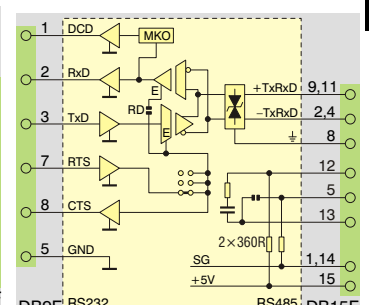 1 DCD MKO
2 RxD E +TxRxD 9,11
RD
3 TxD E −TxRxD 2,4
8
7 RTS 12
5
8 CTS 13
2×360R
5 GND SG 1,14
+5V 15
DB9F RS232 RS485 DB15F